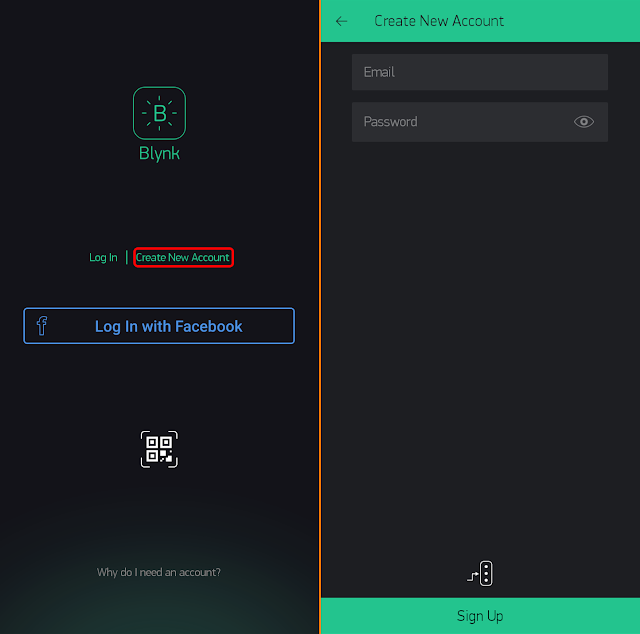 B
Blynk
Log In | Create New Account
f Log In with Facebook
Why do I need an account?
← Create New Account
Email
Password
Sign Up